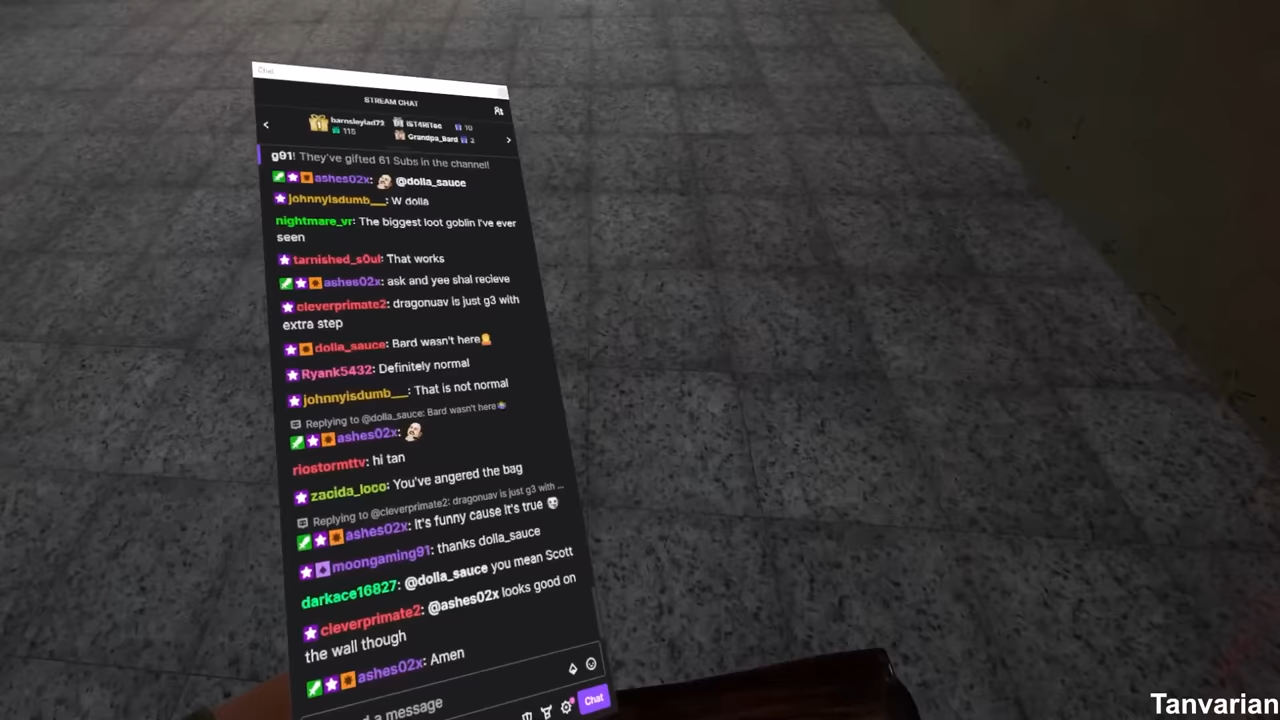 Chat
STREAM CHAT
harnsleylad72
115
10
Grandpa_Bard 3
g91! They've gifted 61 Subs in the channel!
ashes02x: @dolla_sauce
johnnyisdumb___: W dolla
nightmare_vr: The biggest loot goblin I've ever
seen
tarnished_s0ul: That works
ashes02x: ask and yee shal recieve
cleverprimate2: dragonuav is just g3 with
extra step
dolla_sauce: Bard wasn't here
Ryank5432: Definitely normal
johnnyisdumb___: That is not normal
Replying to @dolla_sauce: Bard wasn't here
ashes02x:
riostormttv: hi tan
zacida_loco: You've angered the bag
Replying to @cleverprimate2: dragonuav is just g3 with ...
ashes02x: it's funny cause it's true
moongaming91: thanks dolla_sauce
darkace16827: @dolla_sauce you mean Scott
cleverprimate2: @ashes02x looks good on
the wall though
ashes02x: Amen
d a message
Chat
Tanvarian